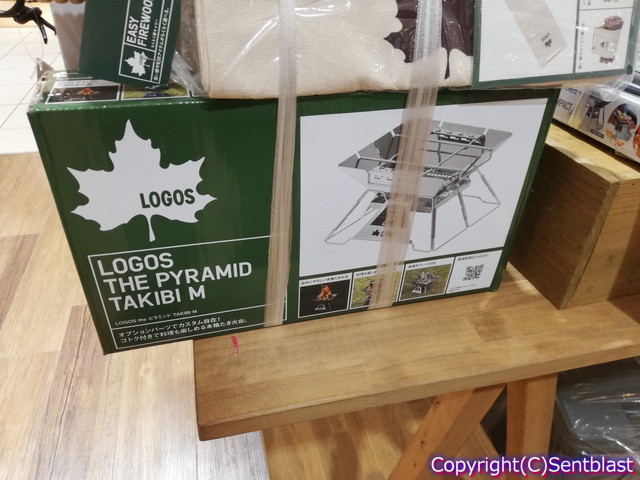 EASY
FIREWOO
LOGOS
LOGOS
THE PYRAMID
TAKIBI M
LOGOS the ピラミッド TAKIBI M
オプションパーツでカスタム自在!
ゴトク付きで料理も楽しめる本格たき火台。
Copyright(C)Sentblast